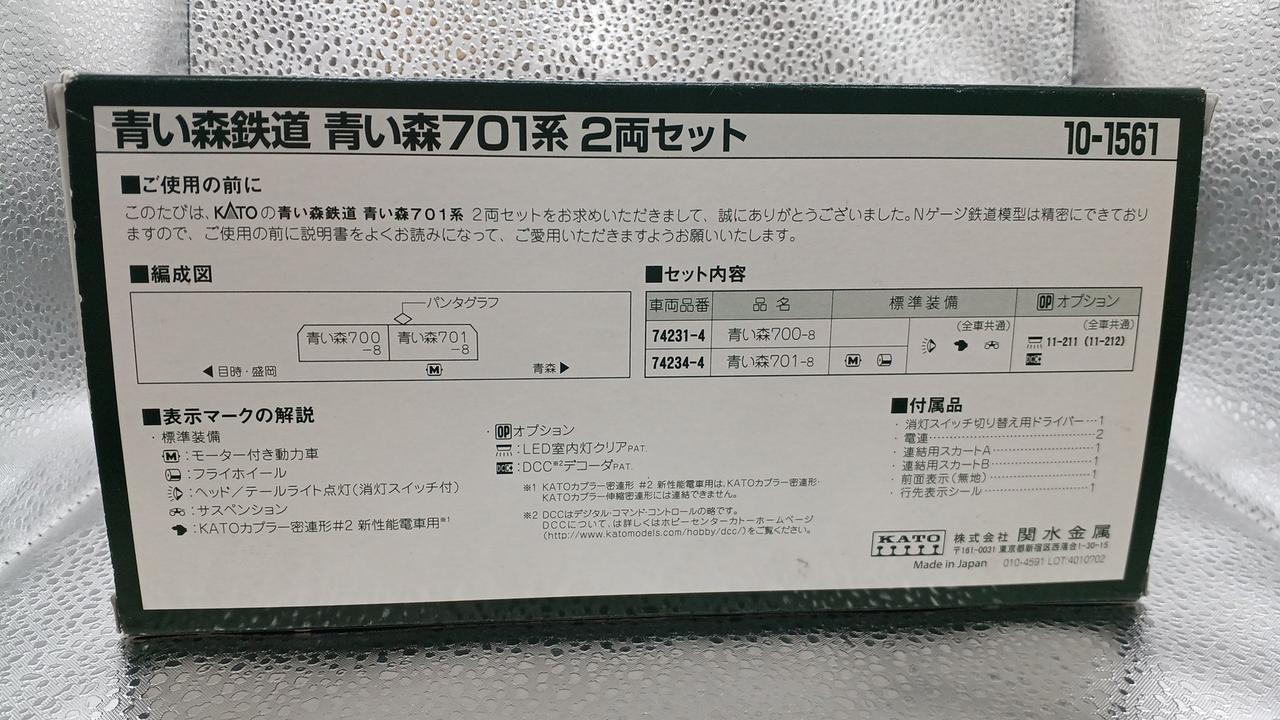 青い森鉄道 青い森701系 2両セット
10-1561
■ご使用の前に
このたびは、KATOの青い森鉄道 青い森701系 2両セットをお求めいただきまして、誠にありがとうございました。Nゲージ鉄道模型は精密にできており
ますので、ご使用の前に説明書をよくお読みになって、ご愛用いただきますようお願いいたします。
■編成図
パンタグラフ
青い森700-8
青い森701-8
◀目時・盛岡
M
青森▶
■セット内容
車両品番 品名 標準装備 OPオプション
74231-4 青い森700-8
74234-4 青い森701-8 M
(全車共通)
(全車共通)
11-211 (11-212)
DCC
■表示マークの解説
・標準装備
M:モーター付き動力車
:フライホイール
:ヘッド/テールライト点灯(消灯スイッチ付)
:サスペンション
:KATOカプラー密連形#2 新性能電車用※1
・OPオプション
:LED室内灯クリアPAT.
DCC:DCC※2デコーダPAT.
※1 KATOカプラー密連形 #2 新性能電車用は、KATOカプラー密連形・
KATOカプラー伸縮密連形には連結できません。
※2 DCCはデジタル・コマンド・コントロールの略です。
DCCについて、は詳しくはホビーセンターカトーホームページ
(http://www.katomodels.com/hobby/dcc/)をご覧ください。
■付属品
・消灯スイッチ切り替え用ドライバー…1
・電連…2
・連結用スカートA…1
・連結用スカートB…1
・前面表示(無地)…1
・行先表示シール…1
KATO
株式会社 関水金属
〒161-0031 東京都新宿区西落合1-30-15
Made in Japan
010-4591 LOT:4010702